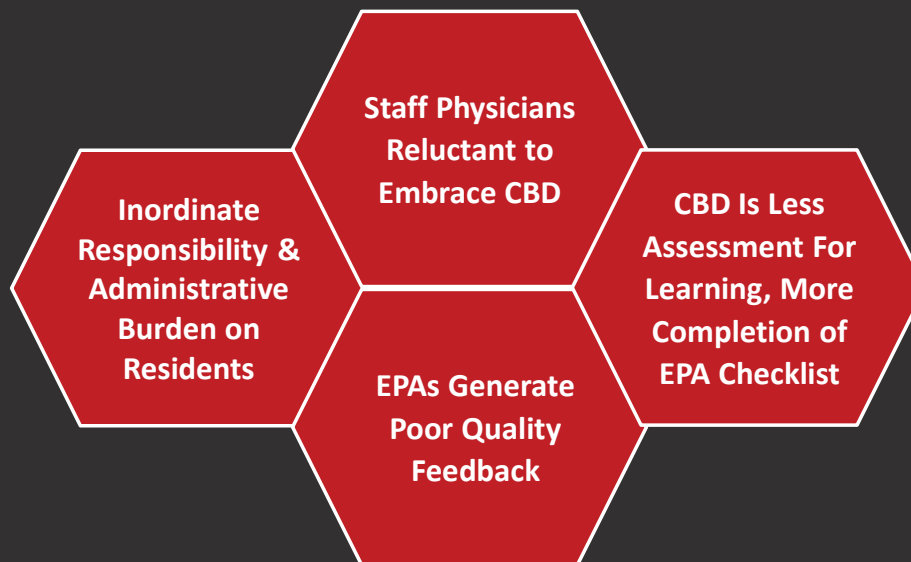 Staff Physicians
Reluctant to
Embrace CBD
Inordinate
Responsibility &
Administrative
Burden on
Residents
CBD Is Less
Assessment For
Learning, More
Completion of
EPA Checklist
EPAs Generate
Poor Quality
Feedback